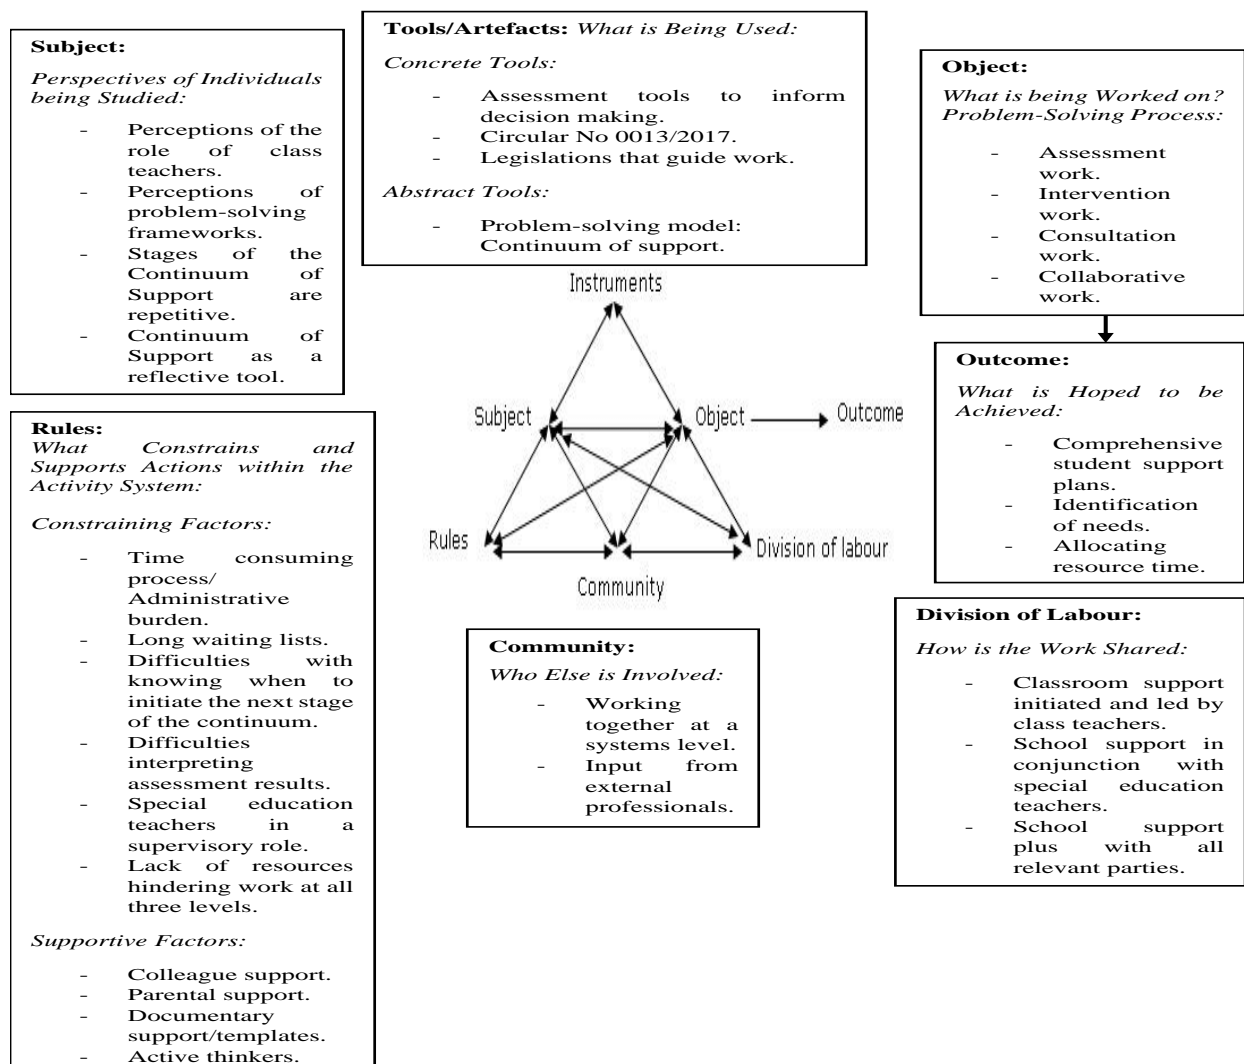 Subject:
Perspectives of Individuals
being Studied:
- Perceptions of the
role of class
teachers.
- Perceptions of
problem-solving
frameworks.
- Stages of the
Continuum of
Support are
repetitive.
- Continuum of
Support as a
reflective tool.
Tools/Artefacts: What is Being Used:
Concrete Tools:
- Assessment tools to inform
decision making.
- Circular No 0013/2017.
- Legislations that guide work.
Abstract Tools:
- Problem-solving model:
Continuum of support.
Object:
What is being Worked on?
Problem-Solving Process:
- Assessment
work.
- Intervention
work.
- Consultation
work.
- Collaborative
work.
Instruments
Subject
Object
Outcome
Rules
Community
Division of labour
Outcome:
What is Hoped to be
Achieved:
- Comprehensive
student support
plans.
- Identification
of needs.
- Allocating
resource time.
Rules:
What Constrains and
Supports Actions within the
Activity System:
Constraining Factors:
- Time consuming
process/
Administrative
burden.
- Long waiting lists.
- Difficulties with
knowing when to
initiate the next stage
of the continuum.
- Difficulties
interpreting
assessment results.
- Special education
teachers in a
supervisory role.
- Lack of resources
hindering work at all
three levels.
Supportive Factors:
- Colleague support.
- Parental support.
- Documentary
support/templates.
- Active thinkers.
Community:
Who Else is Involved:
- Working
together at a
systems level.
- Input from
external
professionals.
Division of Labour:
How is the Work Shared:
- Classroom support
initiated and led by
class teachers.
- School support in
conjunction with
special education
teachers.
- School support
plus with all
relevant parties.